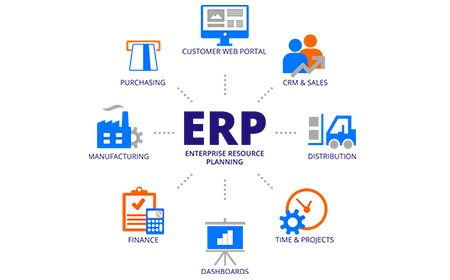 CUSTOMER WEB PORTAL
PURCHASING
CRM & SALES
ERP
ENTERPRISE RESOURCE
PLANNING
MANUFACTURING
DISTRIBUTION
FINANCE
TIME & PROJECTS
DASHBOARDS